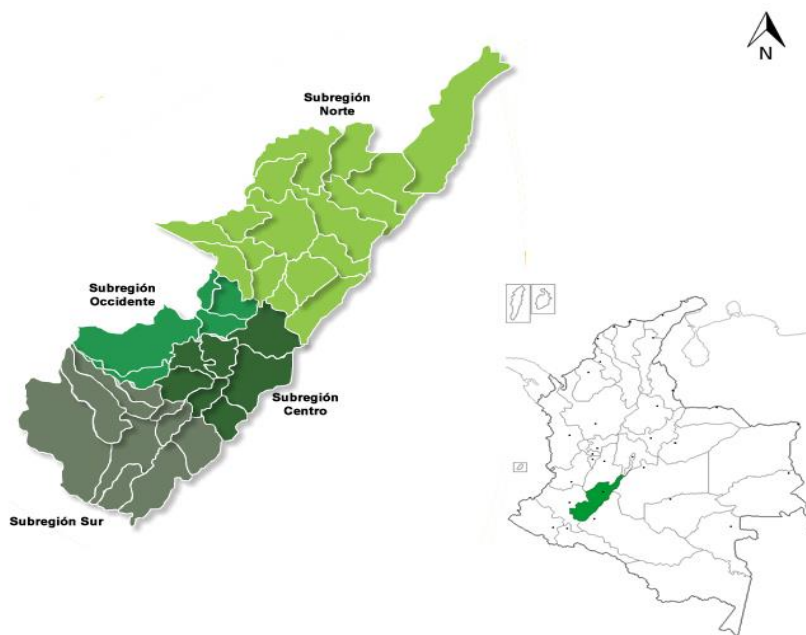 N
Subregión
Norte
Subregión
Occidente
Subregión
Centro
Subregión Sur